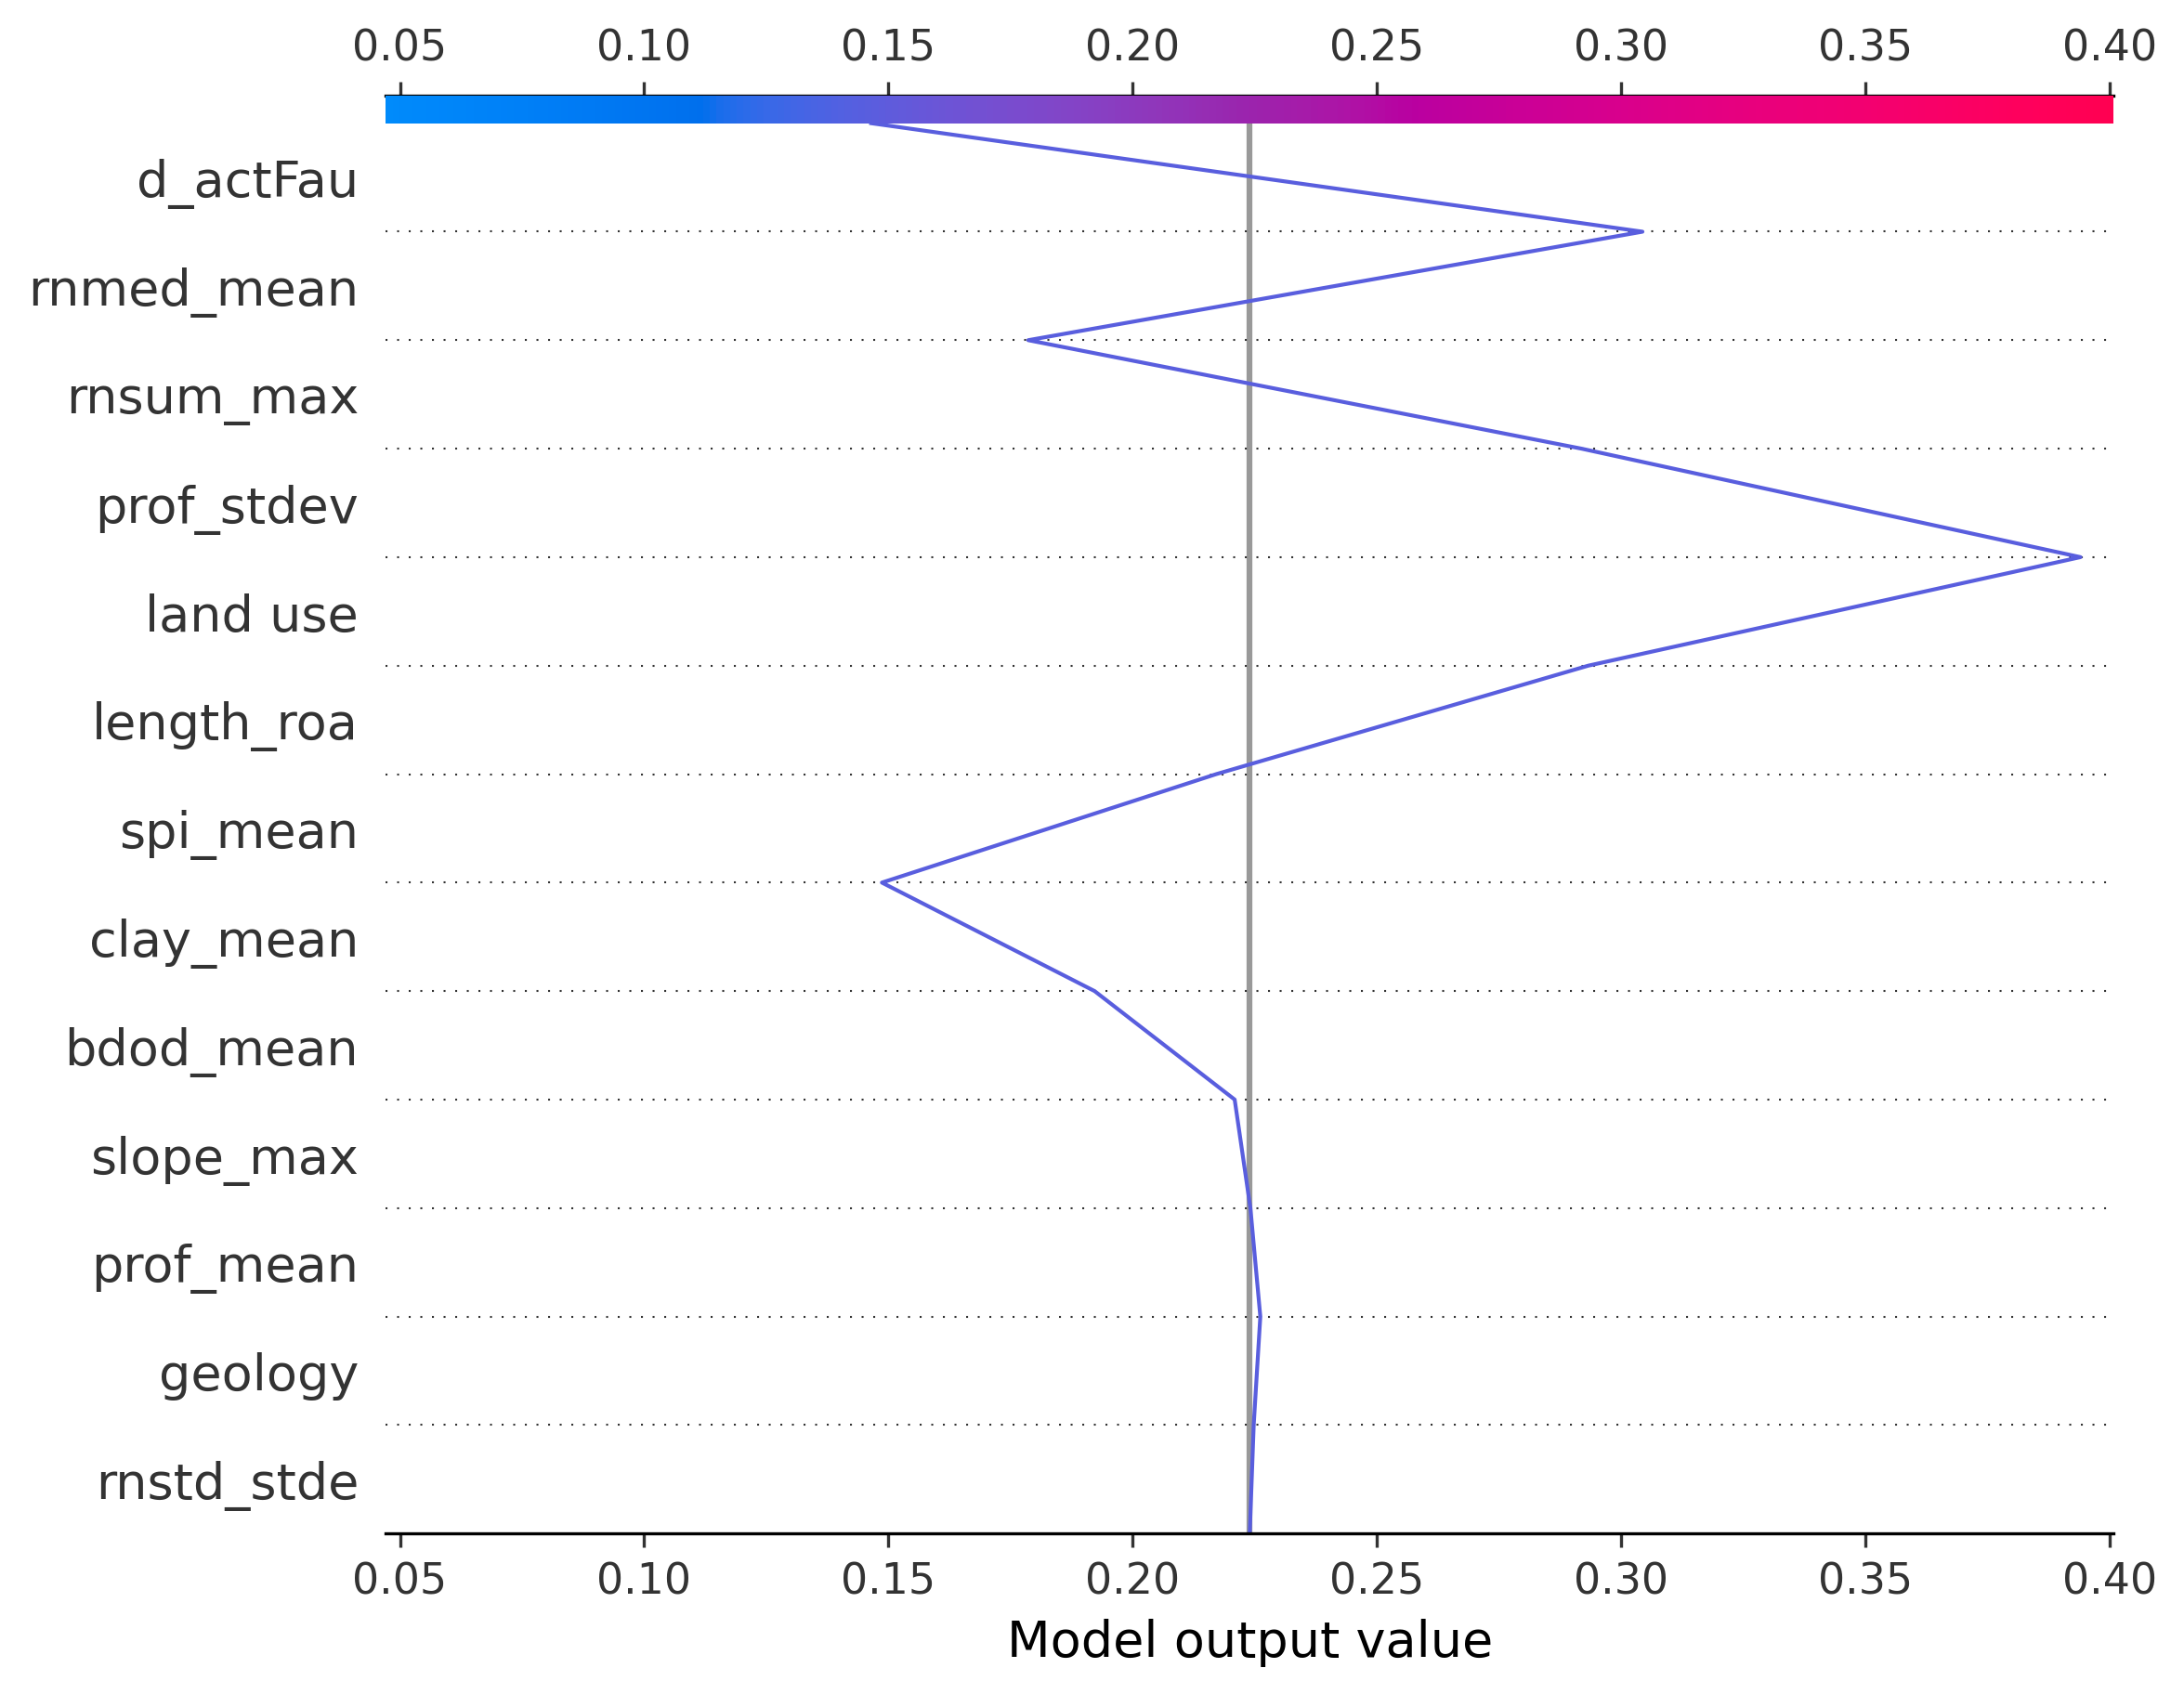 0.05 0.10 0.15 0.20 0.25 0.30 0.35 0.40
d_actFau
rnmed_mean
rnsum_max
prof_stdev
land use
length_roa
spi_mean
clay_mean
bdod_mean
slope_max
prof_mean
geology
rnstd_stde
0.05 0.10 0.15 0.20 0.25 0.30 0.35 0.40
Model output value